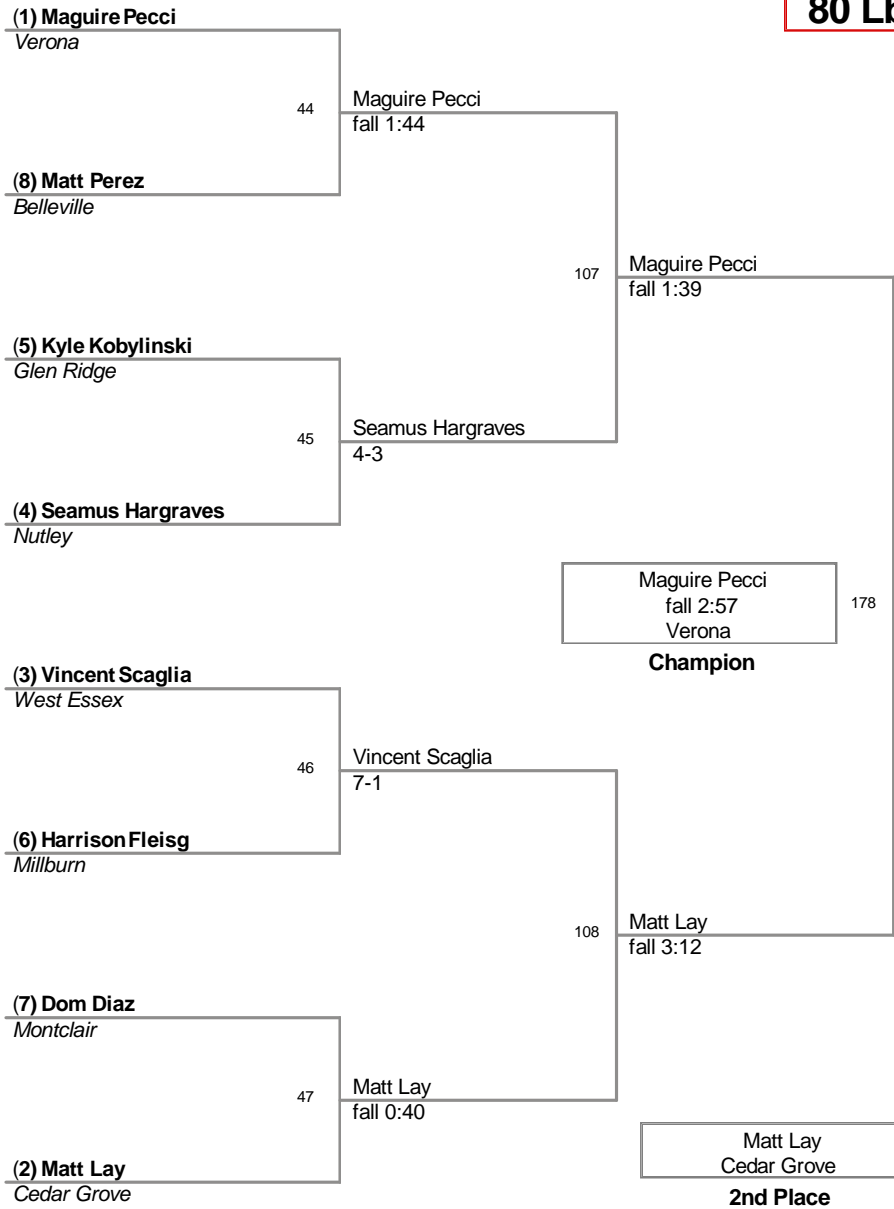 80 Lb
(1) Maguire Pecci
Verona
44
Maguire Pecci
fall 1:44
(8) Matt Perez
Belleville
107
Maguire Pecci
fall 1:39
(5) Kyle Kobylinski
Glen Ridge
45
Seamus Hargraves
4-3
(4) Seamus Hargraves
Nutley
Maguire Pecci
fall 2:57
Verona
178
Champion
(3) Vincent Scaglia
West Essex
46
Vincent Scaglia
7-1
(6) Harrison Fleisg
Millburn
108
Matt Lay
fall 3:12
(7) Dom Diaz
Montclair
47
Matt Lay
fall 0:40
(2) Matt Lay
Cedar Grove
Matt Lay
Cedar Grove
2nd Place